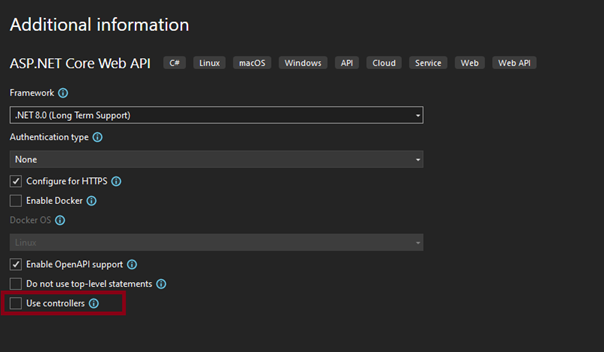 Additional information
ASP.NET Core Web API C# Linux macOS Windows API Cloud Service Web Web API
Framework
.NET 8.0 (Long Term Support)
Authentication type
None
Configure for HTTPS
Enable Docker
Docker OS
Linux
Enable OpenAPI support
Do not use top-level statements
Use controllers